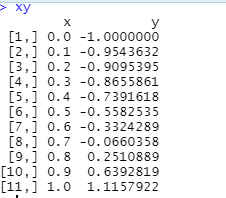 > xy
x y
[1,] 0.0 -1.0000000
[2,] 0.1 -0.9543632
[3,] 0.2 -0.9095395
[4,] 0.3 -0.8655861
[5,] 0.4 -0.7391618
[6,] 0.5 -0.5582535
[7,] 0.6 -0.3324289
[8,] 0.7 -0.0660358
[9,] 0.8 0.2510889
[10,] 0.9 0.6392819
[11,] 1.0 1.1157922